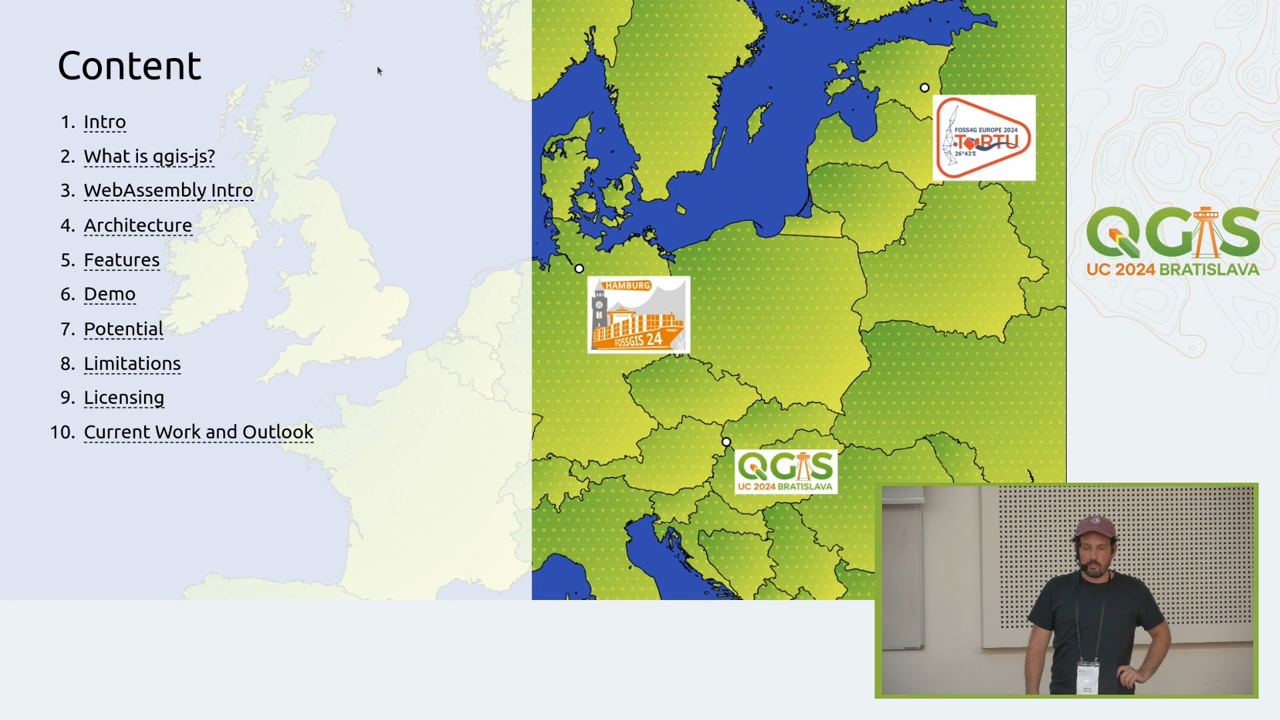 Content
1. Intro
2. What is qgis-js?
3. WebAssembly Intro
4. Architecture
5. Features
6. Demo
7. Potential
8. Limitations
9. Licensing
10. Current Work and Outlook
FOSS4G EUROPE 2024
TARTU
26°43'E
HAMBURG
FOSSGIS 24
QGIS
UC 2024 BRATISLAVA
QGIS
UC 2024 BRATISLAVA